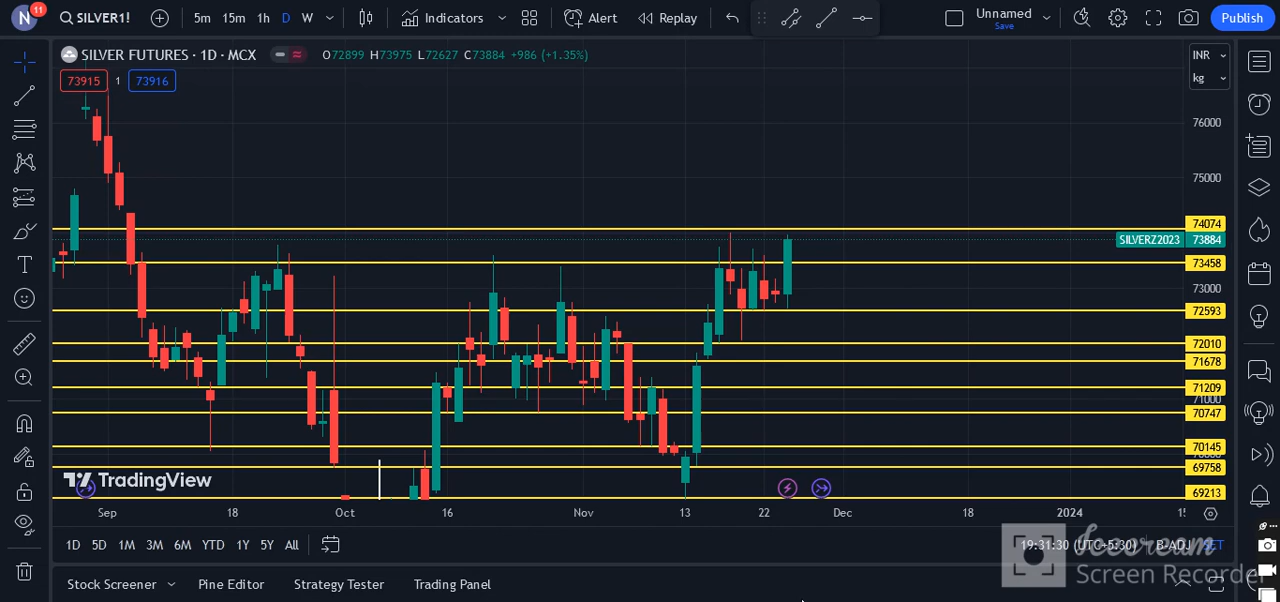 N 11 SILVER1! 5m 15m 1h D W Indicators Alert Replay Unnamed Save Publish
SILVER FUTURES · 1D · MCX O72899 H73975 L72627 C73884 +986 (+1.35%) INR
73915 1 73916 kg
76000
75000
74074
SILVERZ2023 73884
73458
73000
72593
72010
71678
71209
71000
70747
70145
69758
TradingView
69213
Sep 18 Oct 16 Nov 13 22 Dec 18 2024
1D 5D 1M 3M 6M YTD 1Y 5Y All 19:31:30 (UTC+5:30) B-ADJ SET
Stock Screener Pine Editor Strategy Tester Trading Panel
Icecream
Screen Recorder